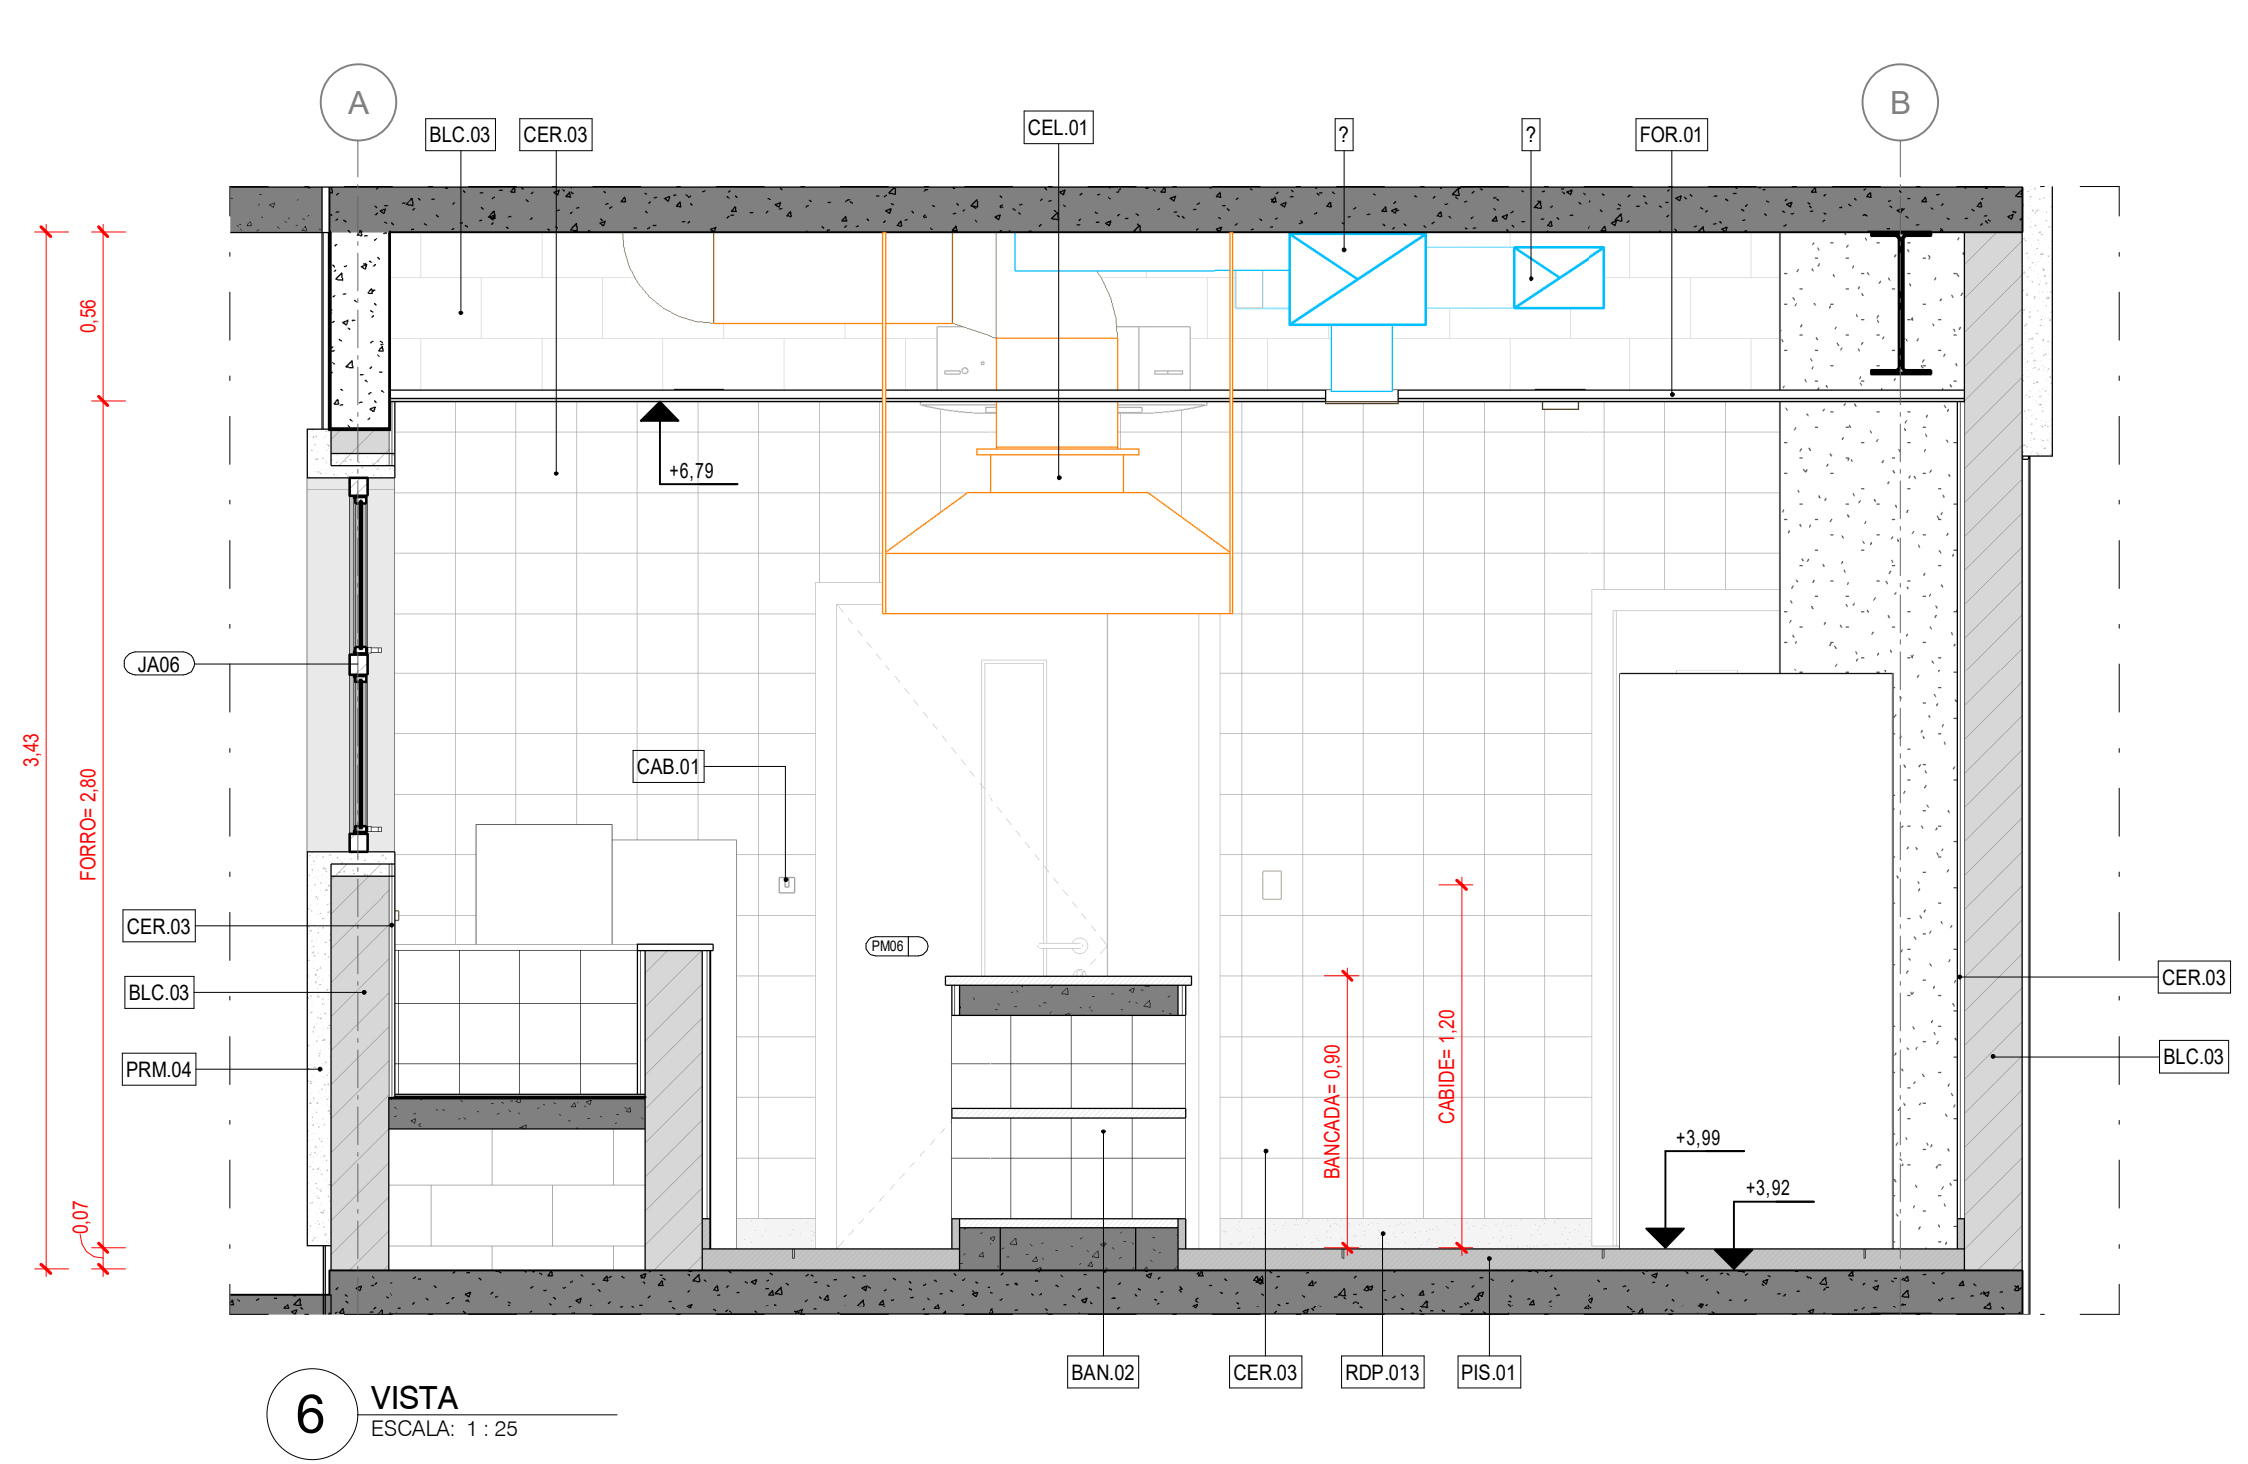 A
B
BLC.03
CER.03
CEL.01
?
?
FOR.01
0,56
+6,79
JA06
3,43
FORRO= 2,80
CAB.01
CER.03
PM06
CER.03
BLC.03
BANCADA= 0,90
CABIDE= 1,20
BLC.03
PRM.04
+3,99
+3,92
0,07
BAN.02
CER.03
RDP.013
PIS.01
6
VISTA
ESCALA: 1 : 25